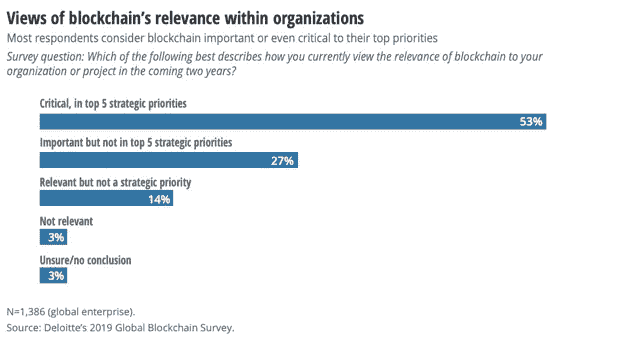 Views of blockchain’s relevance within organizations
Most respondents consider blockchain important or even critical to their top priorities
Survey question: Which of the following best describes how you currently view the relevance of blockchain to your
organization or project in the coming two years?
Critical, in top 5 strategic priorities
53%
Important but not in top 5 strategic priorities
27%
Relevant but not a strategic priority
14%
Not relevant
3%
Unsure/no conclusion
3%
N=1,386 (global enterprise).
Source: Deloitte’s 2019 Global Blockchain Survey.